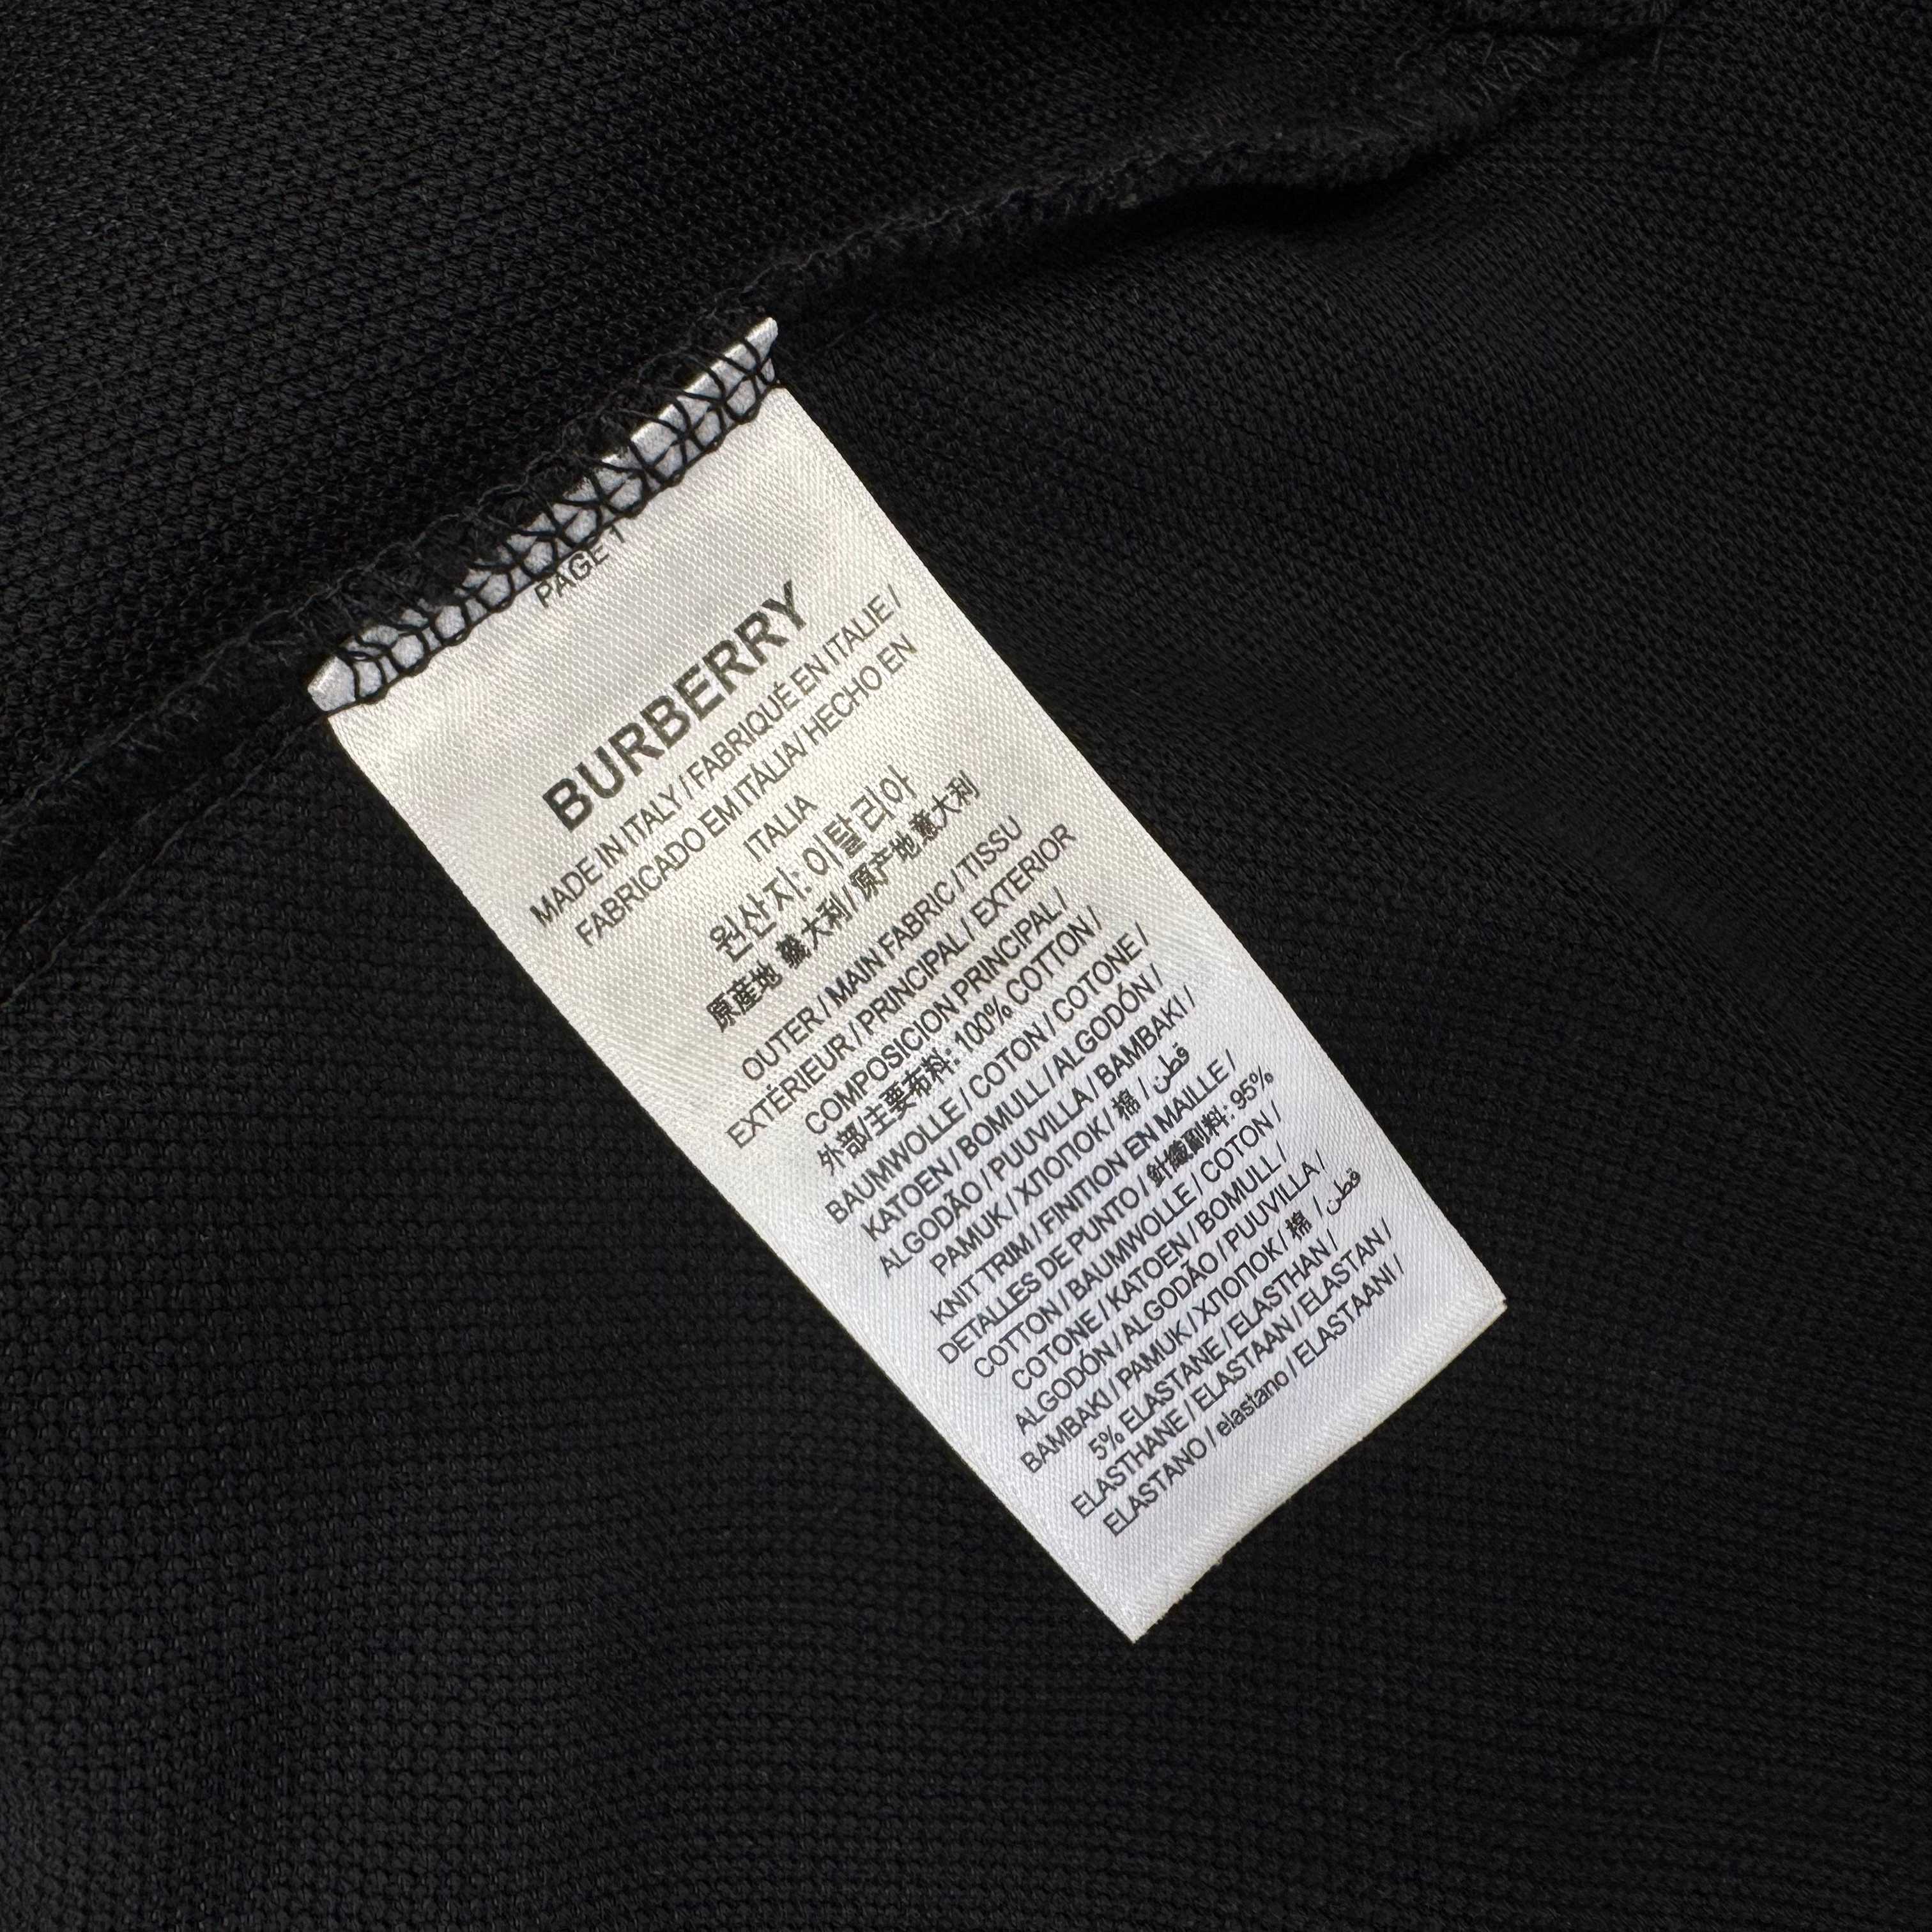 PAGE 1
BURBERRY
MADE IN ITALY / FABRIQUÉ EN ITALIE /
FABRICADO EM ITÁLIA/ HECHO EN
ITALIA
원산지: 이탈리아
原産地 義大利/ 原产地意大利
OUTER / MAIN FABRIC / TISSU
EXTÉRIEUR / PRINCIPAL / EXTERIOR
COMPOSICION PRINCIPAL /
外部/主要布料: 100% COTTON /
BAUMWOLLE / COTON / COTONE /
KATOEN / BOMULL / ALGODÓN /
ALGODÃO / PUUVILLA / BAMBAKI /
PAMUK / ХЛОПОК / 棉 / قطن
KNIT TRIM / FINITION EN MAILLE /
DETALLES DE PUNTO / 針織副料: 95%
COTTON / BAUMWOLLE / COTON /
COTONE / KATOEN / BOMULL /
ALGODÓN / ALGODÃO / PUUVILLA /
BAMBAKI / PAMUK / ХЛОПОК / 棉 / قطن
5% ELASTANE / ELASTHAN /
ELASTHANE / ELASTAAN / ELASTAN /
ELASTANO / elastano / ELASTAANI /